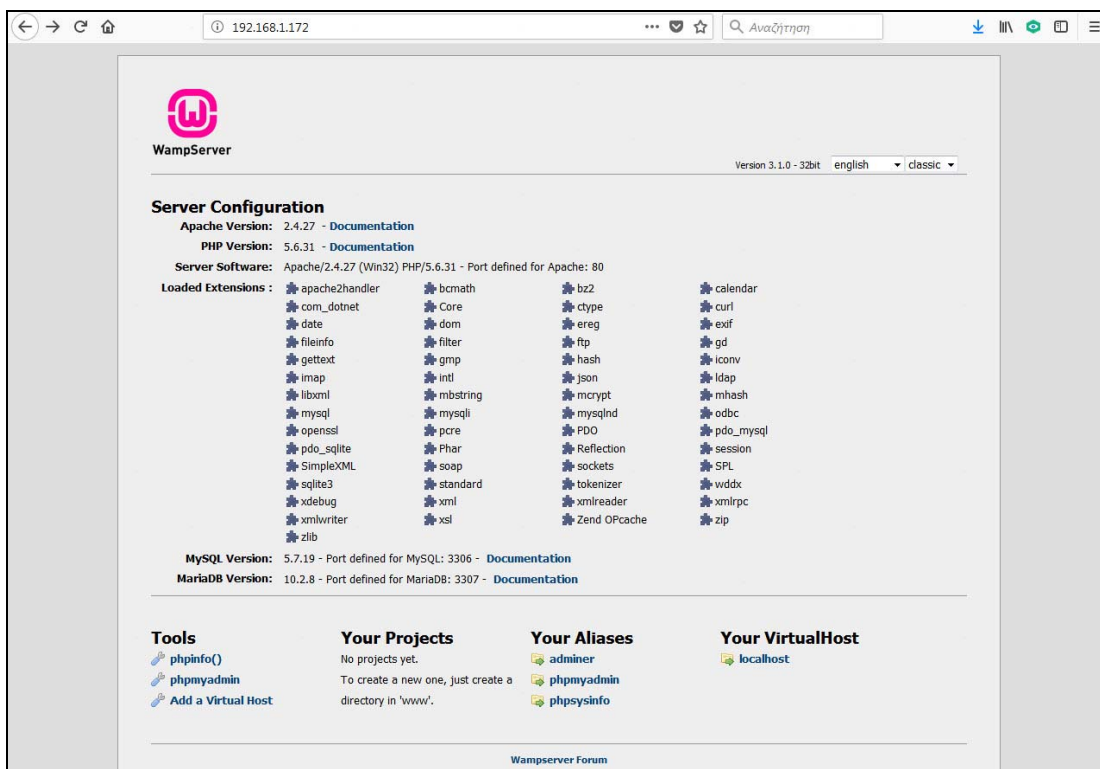 192.168.1.172
Αναζήτηση
WampServer
Version 3.1.0 - 32bit english classic
Server Configuration
Apache Version: 2.4.27 - Documentation
PHP Version: 5.6.31 - Documentation
Server Software: Apache/2.4.27 (Win32) PHP/5.6.31 - Port defined for Apache: 80
Loaded Extensions : apache2handler bcmath bz2 calendar
com_dotnet Core ctype curl
date dom ereg exif
fileinfo filter ftp gd
gettext gmp hash iconv
imap intl json ldap
libxml mbstring mcrypt mhash
mysql mysqli mysqlnd odbc
openssl pcre PDO pdo_mysql
pdo_sqlite Phar Reflection session
SimpleXML soap sockets SPL
sqlite3 standard tokenizer wddx
xdebug xml xmlreader xmlrpc
xmlwriter xsl Zend OPcache zip
zlib
MySQL Version: 5.7.19 - Port defined for MySQL: 3306 - Documentation
MariaDB Version: 10.2.8 - Port defined for MariaDB: 3307 - Documentation
Tools
phpinfo()
phpmyadmin
Add a Virtual Host
Your Projects
No projects yet.
To create a new one, just create a
directory in 'www'.
Your Aliases
adminer
phpmyadmin
phpsysinfo
Your VirtualHost
localhost
Wampserver Forum